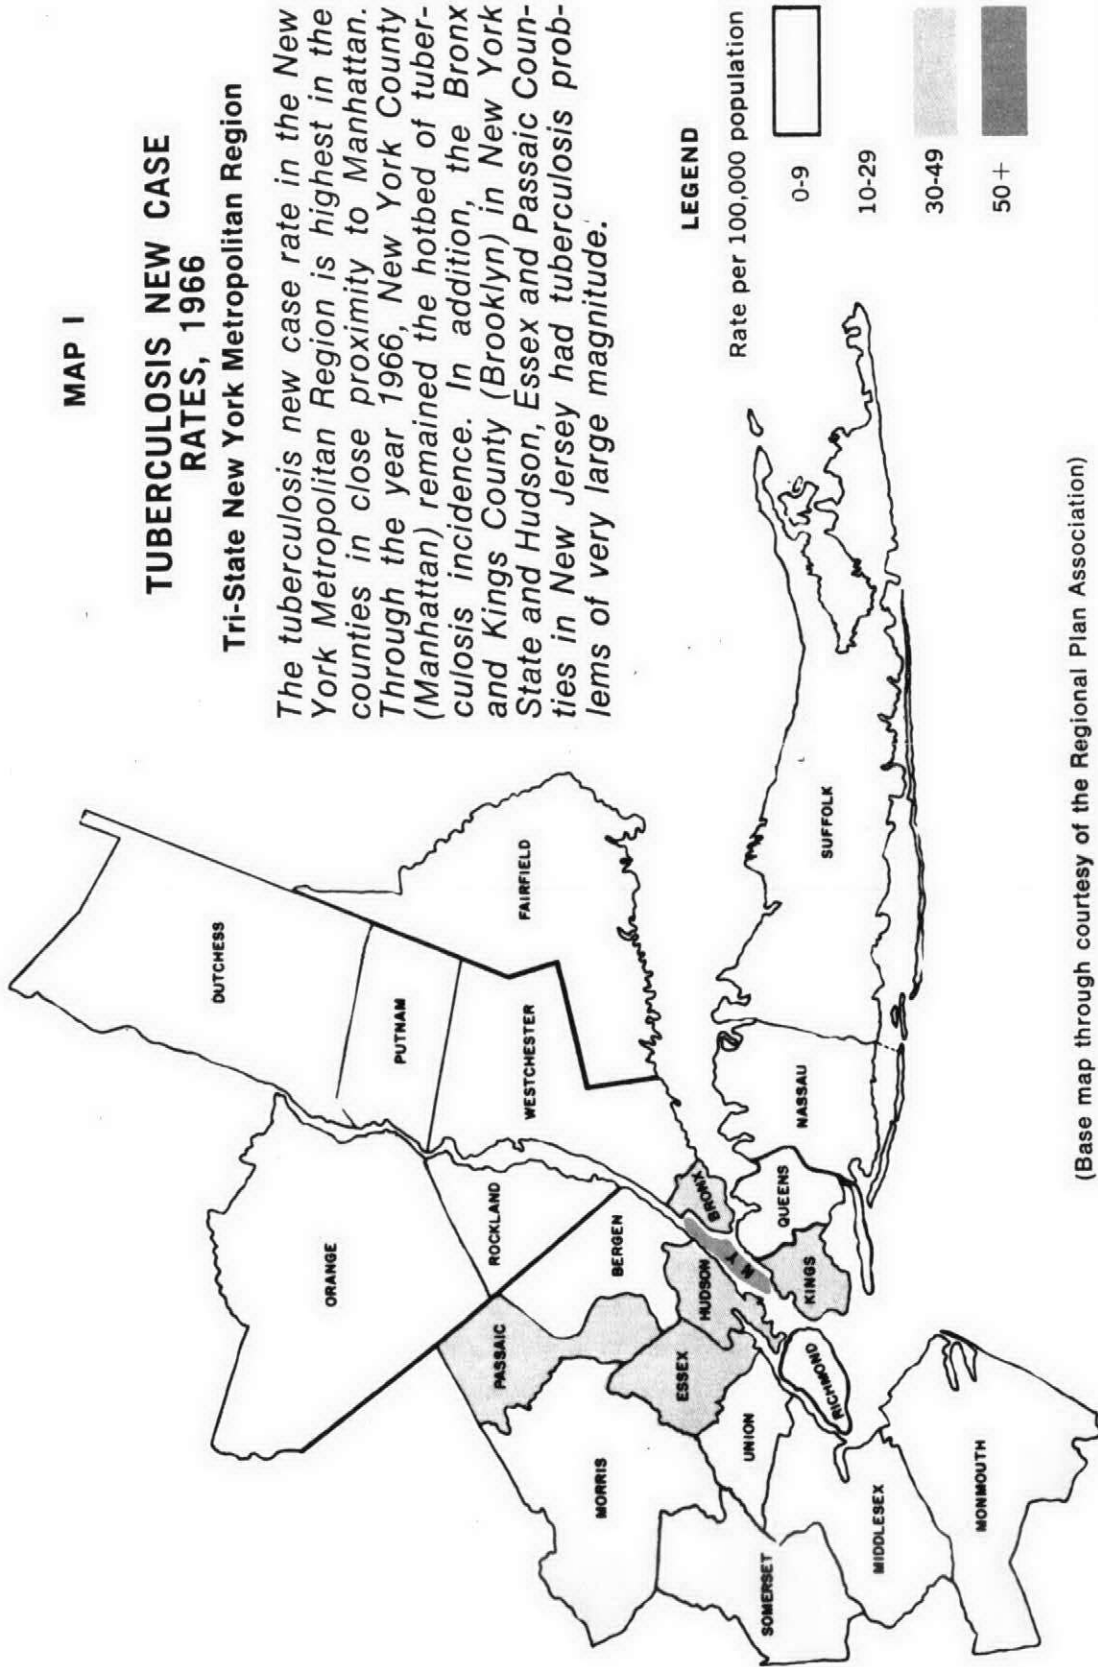 MAP I
TUBERCULOSIS NEW CASE
RATES, 1966
Tri-State New York Metropolitan Region
The tuberculosis new case rate in the New
York Metropolitan Region is highest in the
counties in close proximity to Manhattan.
Through the year 1966, New York County
(Manhattan) remained the hotbed of tuber-
culosis incidence. In addition, the Bronx
and Kings County (Brooklyn) in New York
State and Hudson, Essex and Passaic Coun-
ties in New Jersey had tuberculosis prob-
lems of very large magnitude.
LEGEND
Rate per 100,000 population
0-9
10-29
30-49
50+
DUTCHESS
ORANGE
PUTNAM
ROCKLAND
WESTCHESTER
FAIRFIELD
PASSAIC
BERGEN
MORRIS
ESSEX
HUDSON
BRONX
N Y
UNION
QUEENS
NASSAU
SUFFOLK
KINGS
RICHMOND
SOMERSET
MIDDLESEX
MONMOUTH
(Base map through courtesy of the Regional Plan Association)